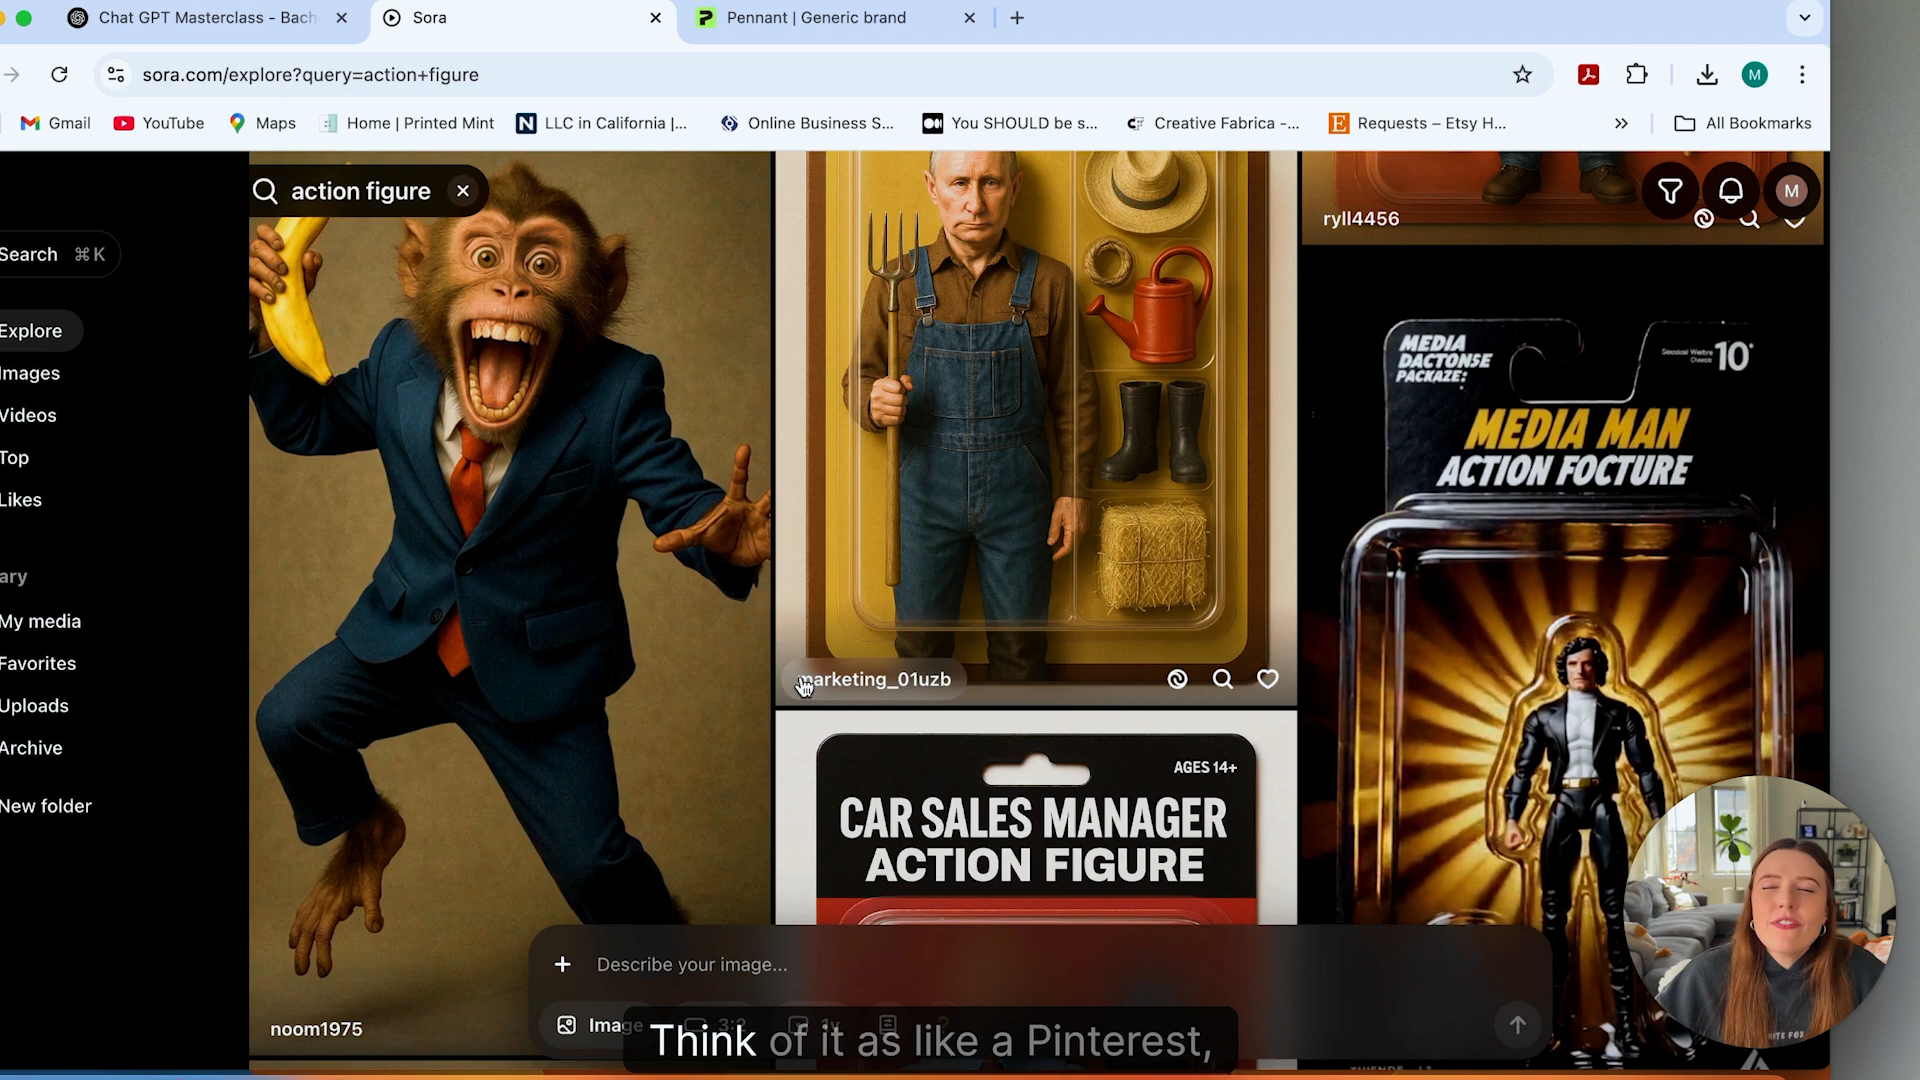 Chat GPT Masterclass - Bach
Sora
Pennant | Generic brand
sora.com/explore?query=action+figure
M
Gmail
YouTube
Maps
Home | Printed Mint
LLC in California |...
Online Business S...
You SHOULD be s...
Creative Fabrica -...
Requests – Etsy H...
All Bookmarks
action figure
M
ryll4456
Search ⌘ K
Explore
Images
Videos
Top
Likes
ary
My media
Favorites
Uploads
Archive
New folder
MEDIA
DACTONSE
PACKAZE:
10
MEDIA MAN
ACTION FOCTURE
marketing_01uzb
AGES 14+
CAR SALES MANAGER
ACTION FIGURE
noom1975
Describe your image...
Image
3:2
1v
?
Think of it as like a Pinterest,